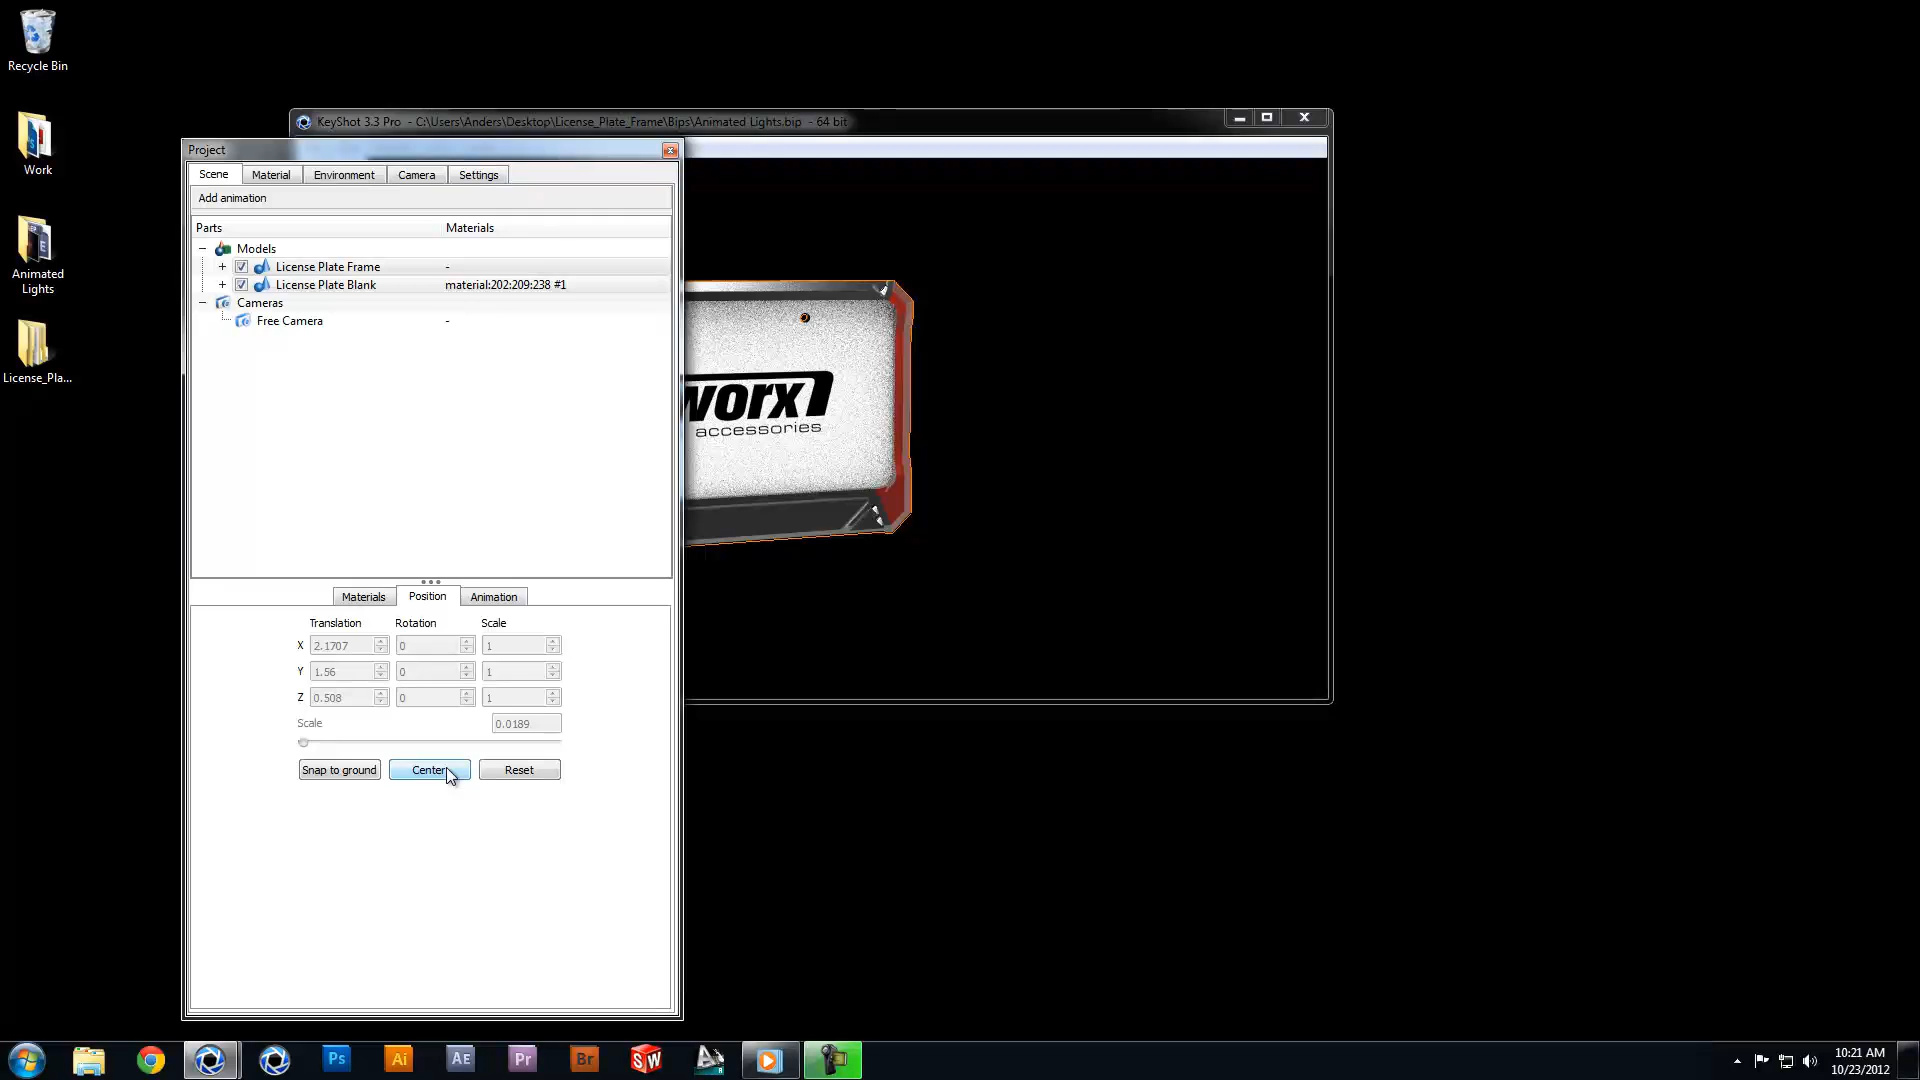 Recycle Bin
Work
Animated
Lights
License_Pla...
KeyShot 3.3 Pro - C:\Users\Anders\Desktop\License_Plate_Frame\Bips\Animated Lights.bip - 64 bit
Project
Scene Material Environment Camera Settings
Add animation
Parts Materials
Models
License Plate Frame -
License Plate Blank material:202:209:238 #1
Cameras
Free Camera -
worx
accessories
Materials Position Animation
Translation Rotation Scale
X 2.1707 0 1
Y 1.56 0 1
Z 0.508 0 1
Scale 0.0189
Snap to ground Center Reset
Ps Ai AE Pr Br SW
10:21 AM
10/23/2012